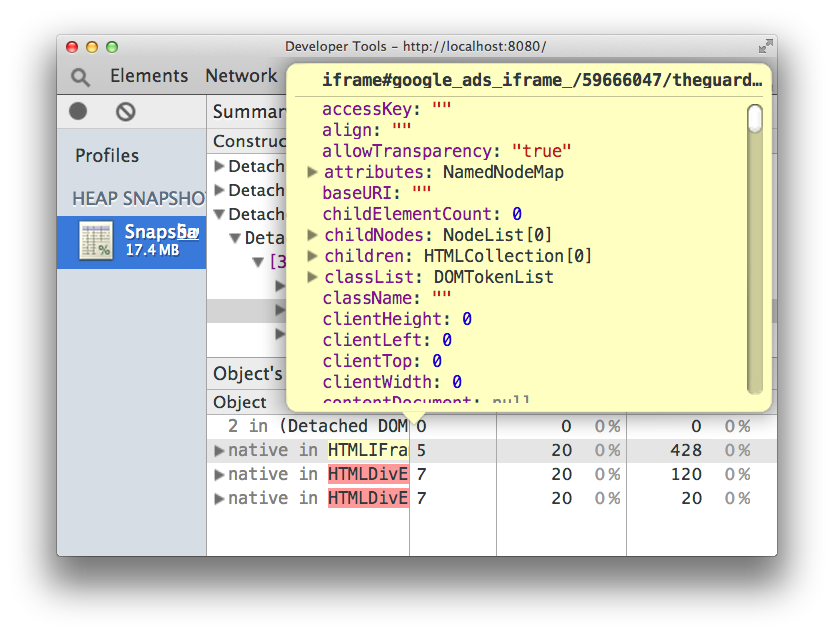 Developer Tools - http://localhost:8080/
Elements Network
iframe#google_ads_iframe_/59666047/theguard…
accessKey: ""
align: ""
allowTransparency: "true"
attributes: NamedNodeMap
baseURI: ""
childElementCount: 0
childNodes: NodeList[0]
children: HTMLCollection[0]
classList: DOMTokenList
className: ""
clientHeight: 0
clientLeft: 0
clientTop: 0
clientWidth: 0
contentDocument: null
Profiles
HEAP SNAPSHO
Snapsh
17.4 MB
Summar
Construc
Detach
Detach
Detache
Deta
[3
Object's
Object
2 in (Detached DOM 0 0 0% 0 0%
native in HTMLIFra 5 20 0% 428 0%
native in HTMLDivE 7 20 0% 120 0%
native in HTMLDivE 7 20 0% 20 0%